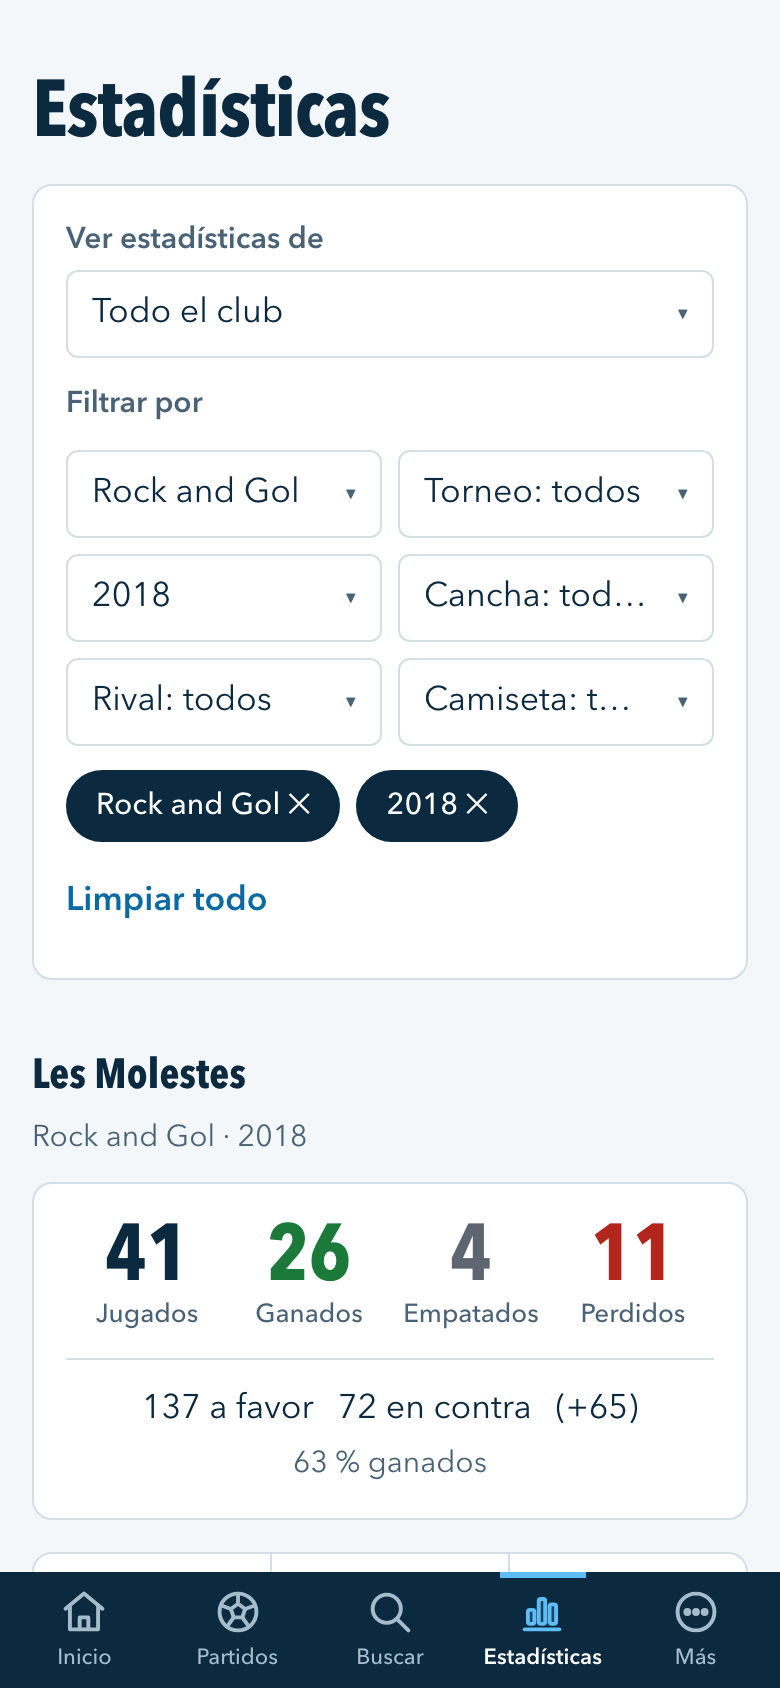 Estadísticas
Ver estadísticas de
Todo el club
Filtrar por
Rock and Gol
Torneo: todos
2018
Cancha: tod...
Rival: todos
Camiseta: t...
Rock and Gol ×
2018 ×
Limpiar todo
Les Molestes
Rock and Gol · 2018
41 26 4 11
Jugados Ganados Empatados Perdidos
137 a favor 72 en contra (+65)
63 % ganados
Inicio Partidos Buscar Estadísticas Más